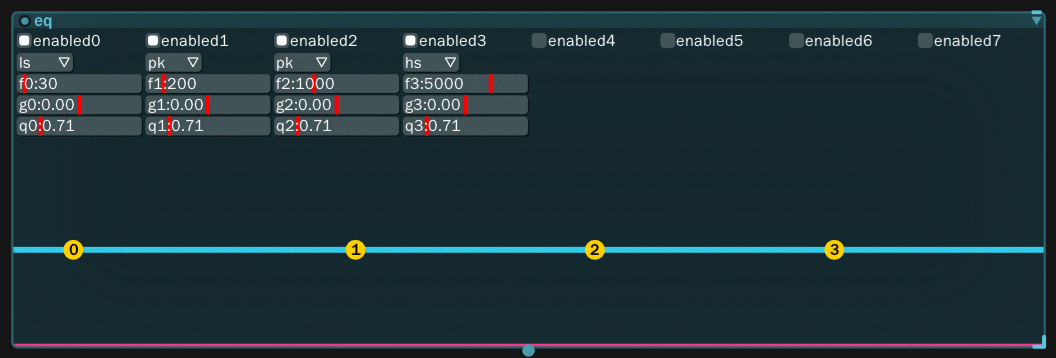 eq
enabled0 enabled1 enabled2 enabled3 enabled4 enabled5 enabled6 enabled7
ls pk pk hs
f0:30 f1:200 f2:1000 f3:5000
g0:0.00 g1:0.00 g2:0.00 g3:0.00
q0:0.71 q1:0.71 q2:0.71 q3:0.71
0 1 2 3